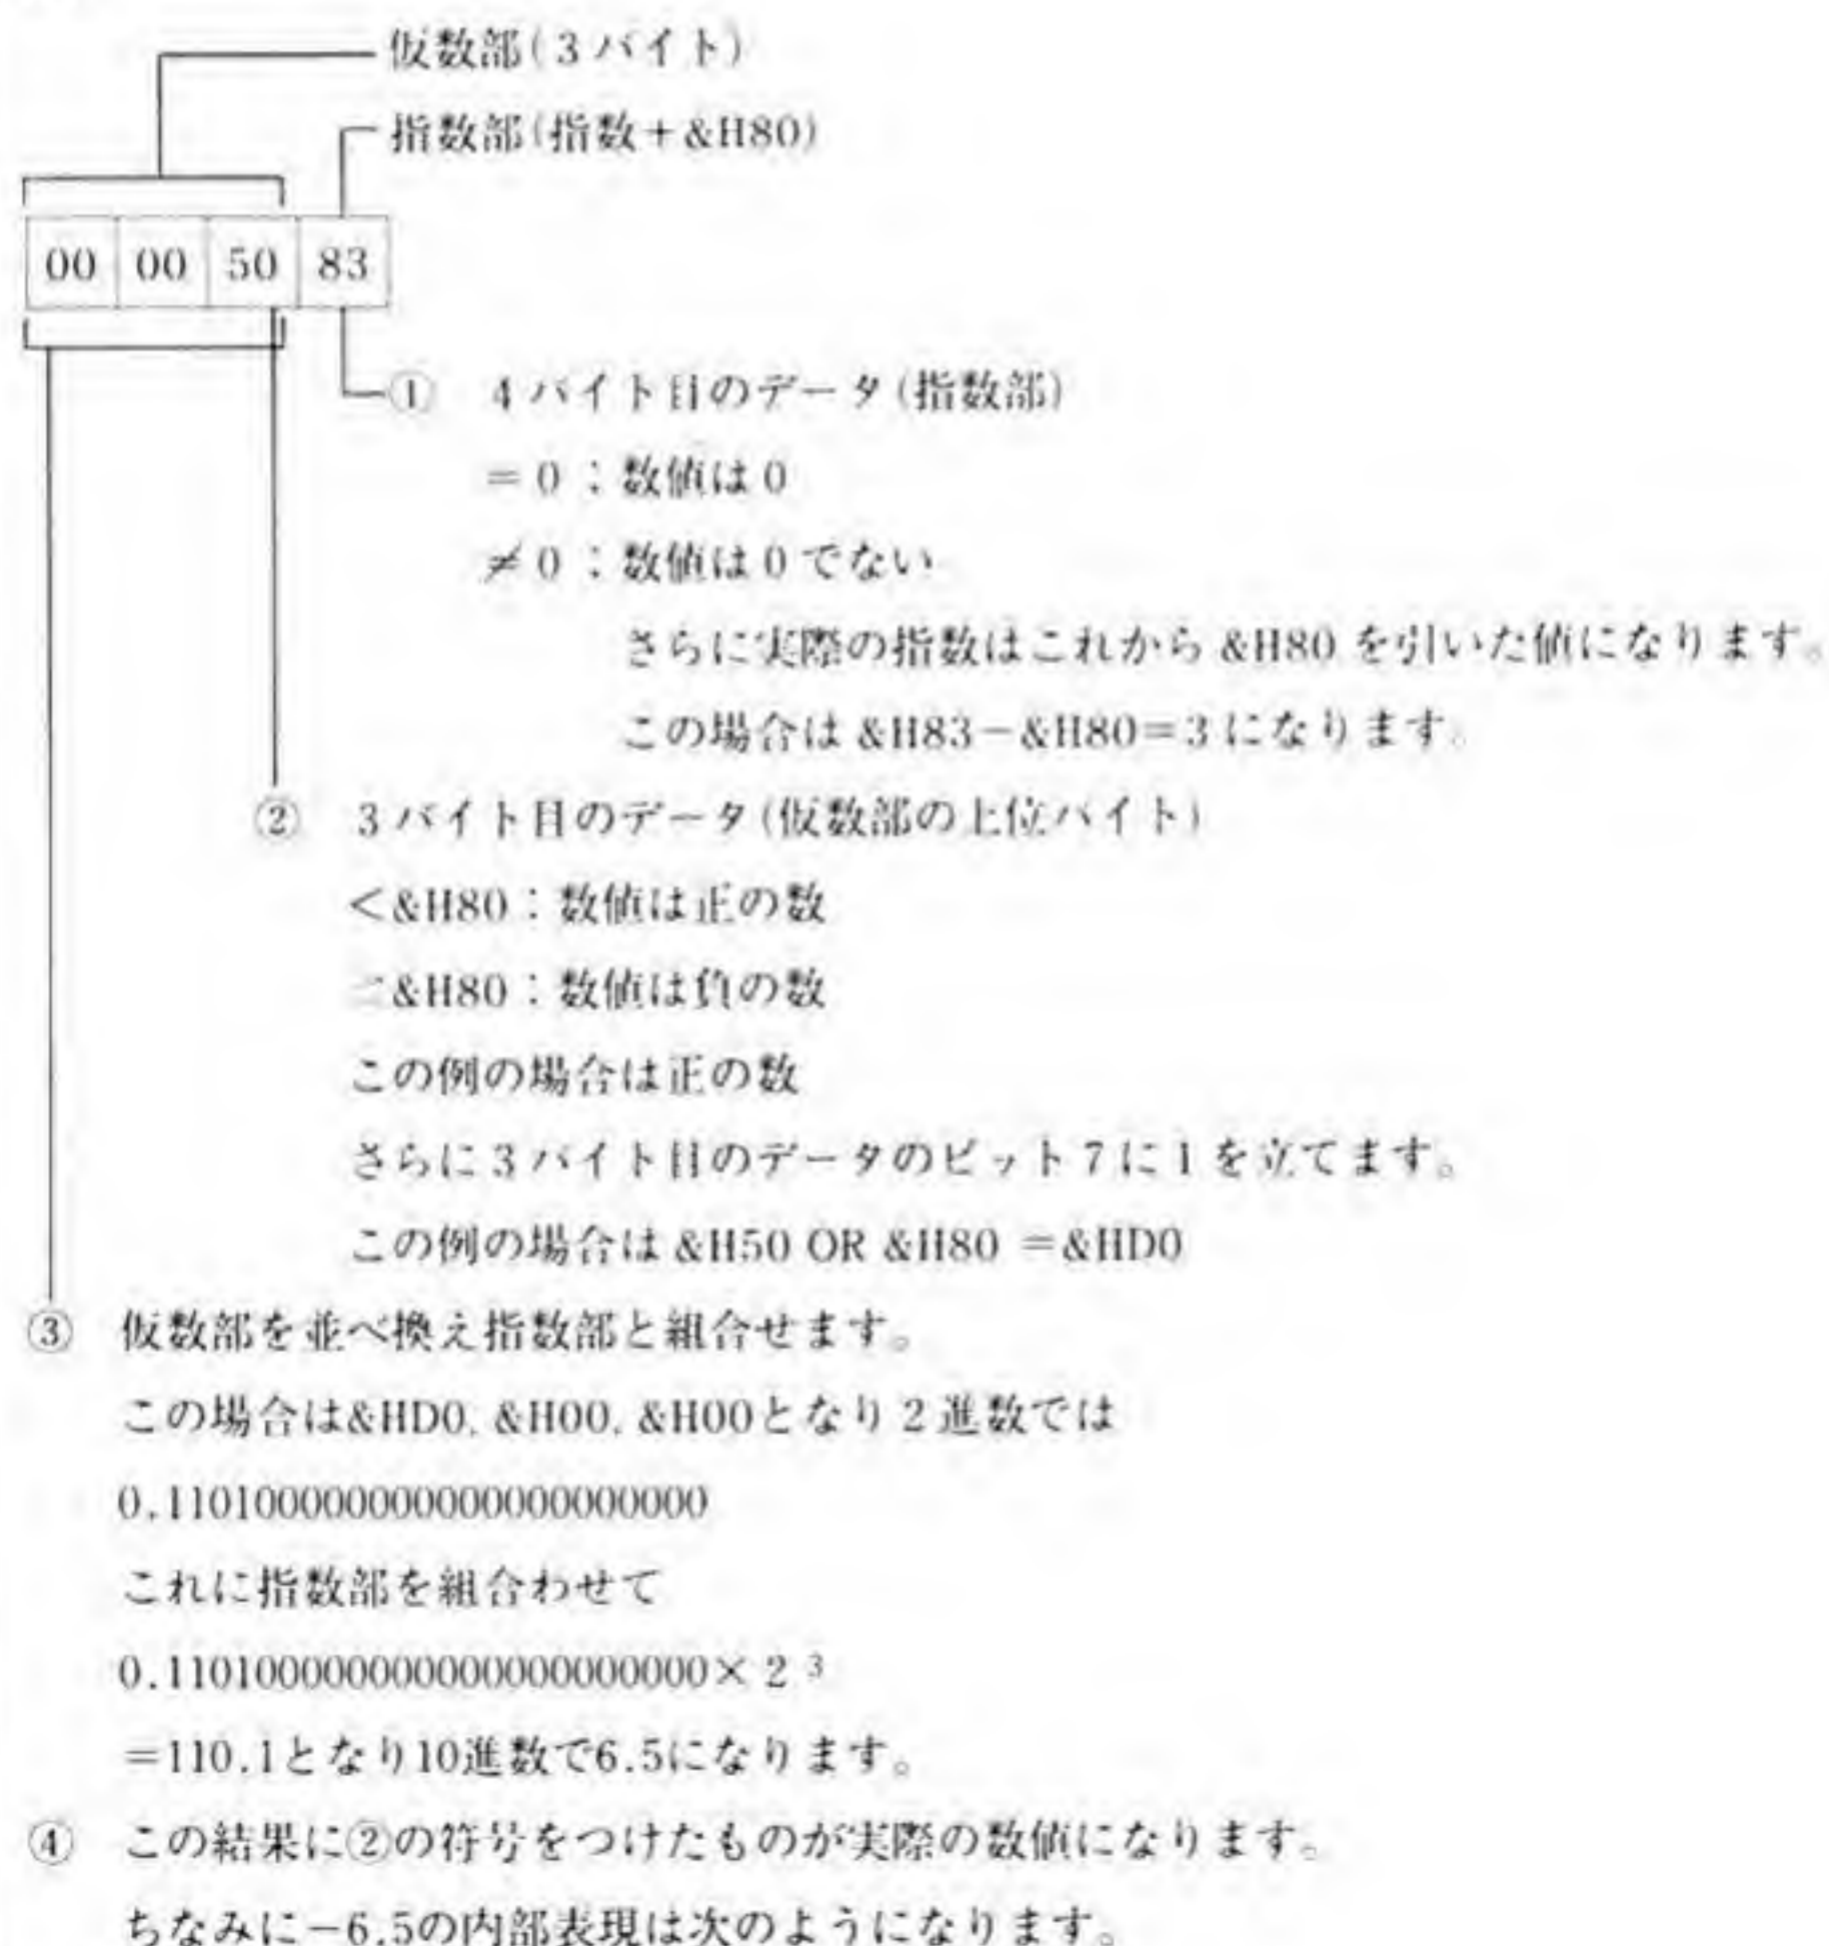 仮数部(3バイト)
指数部(指数+&H80)
00 00 50 83
① 4バイト目のデータ(指数部)
=0:数値は0
≠0:数値は0でない
さらに実際の指数はこれから&H80を引いた値になります。
この場合は&H83-&H80=3になります。
② 3バイト目のデータ(仮数部の上位バイト)
<&H80:数値は正の数
&H80:数値は負の数
この例の場合は正の数
さらに3バイト目のデータのビット7に1を立てます。
この例の場合は&H50 OR &H80 =&HD0
③ 仮数部を並べ換え指数部と組合せます。
この場合は&HD0, &H00, &H00となり2進数では
0.110100000000000000000000
これに指数部を組合わせて
0.110100000000000000000000×2 ³
=110.1となり10進数で6.5になります。
④ この結果に②の符号をつけたものが実際の数値になります。
ちなみに-6.5の内部表現は次のようになります。